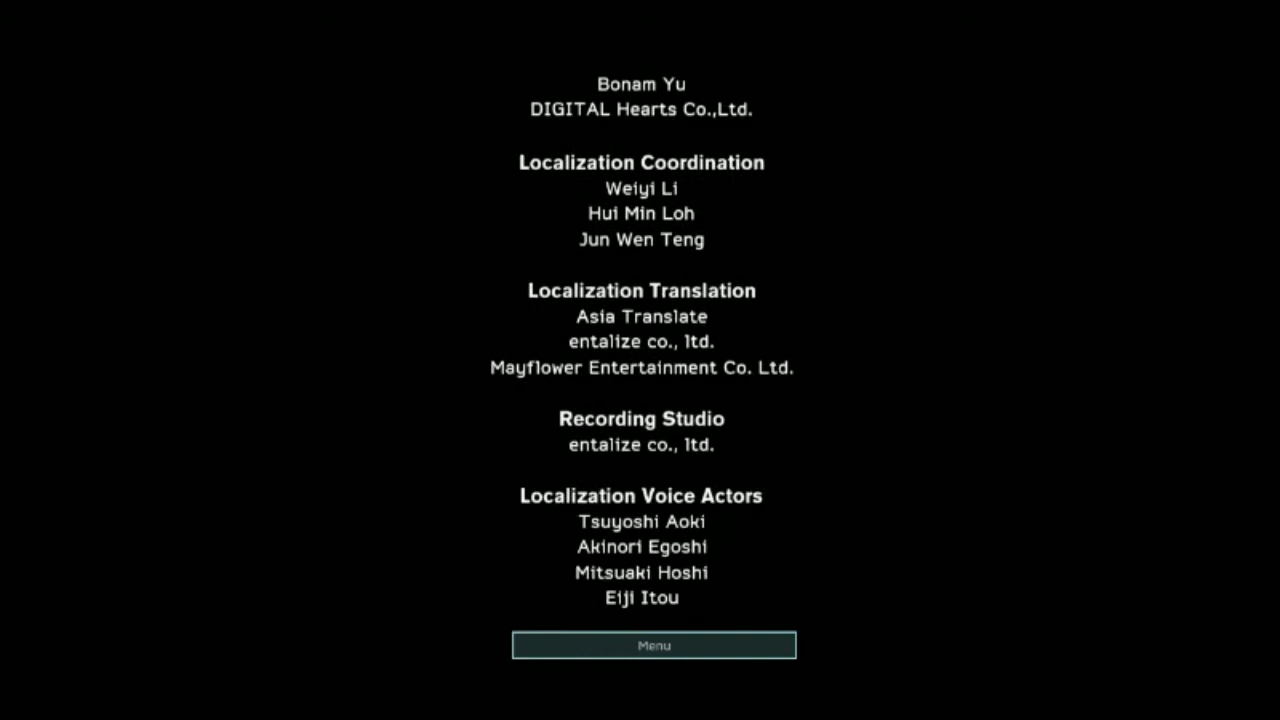 Bonam Yu
DIGITAL Hearts Co.,Ltd.
Localization Coordination
Weiyi Li
Hui Min Loh
Jun Wen Teng
Localization Translation
Asia Translate
entalize co., ltd.
Mayflower Entertainment Co. Ltd.
Recording Studio
entalize co., ltd.
Localization Voice Actors
Tsuyoshi Aoki
Akinori Egoshi
Mitsuaki Hoshi
Eiji Itou
Menu